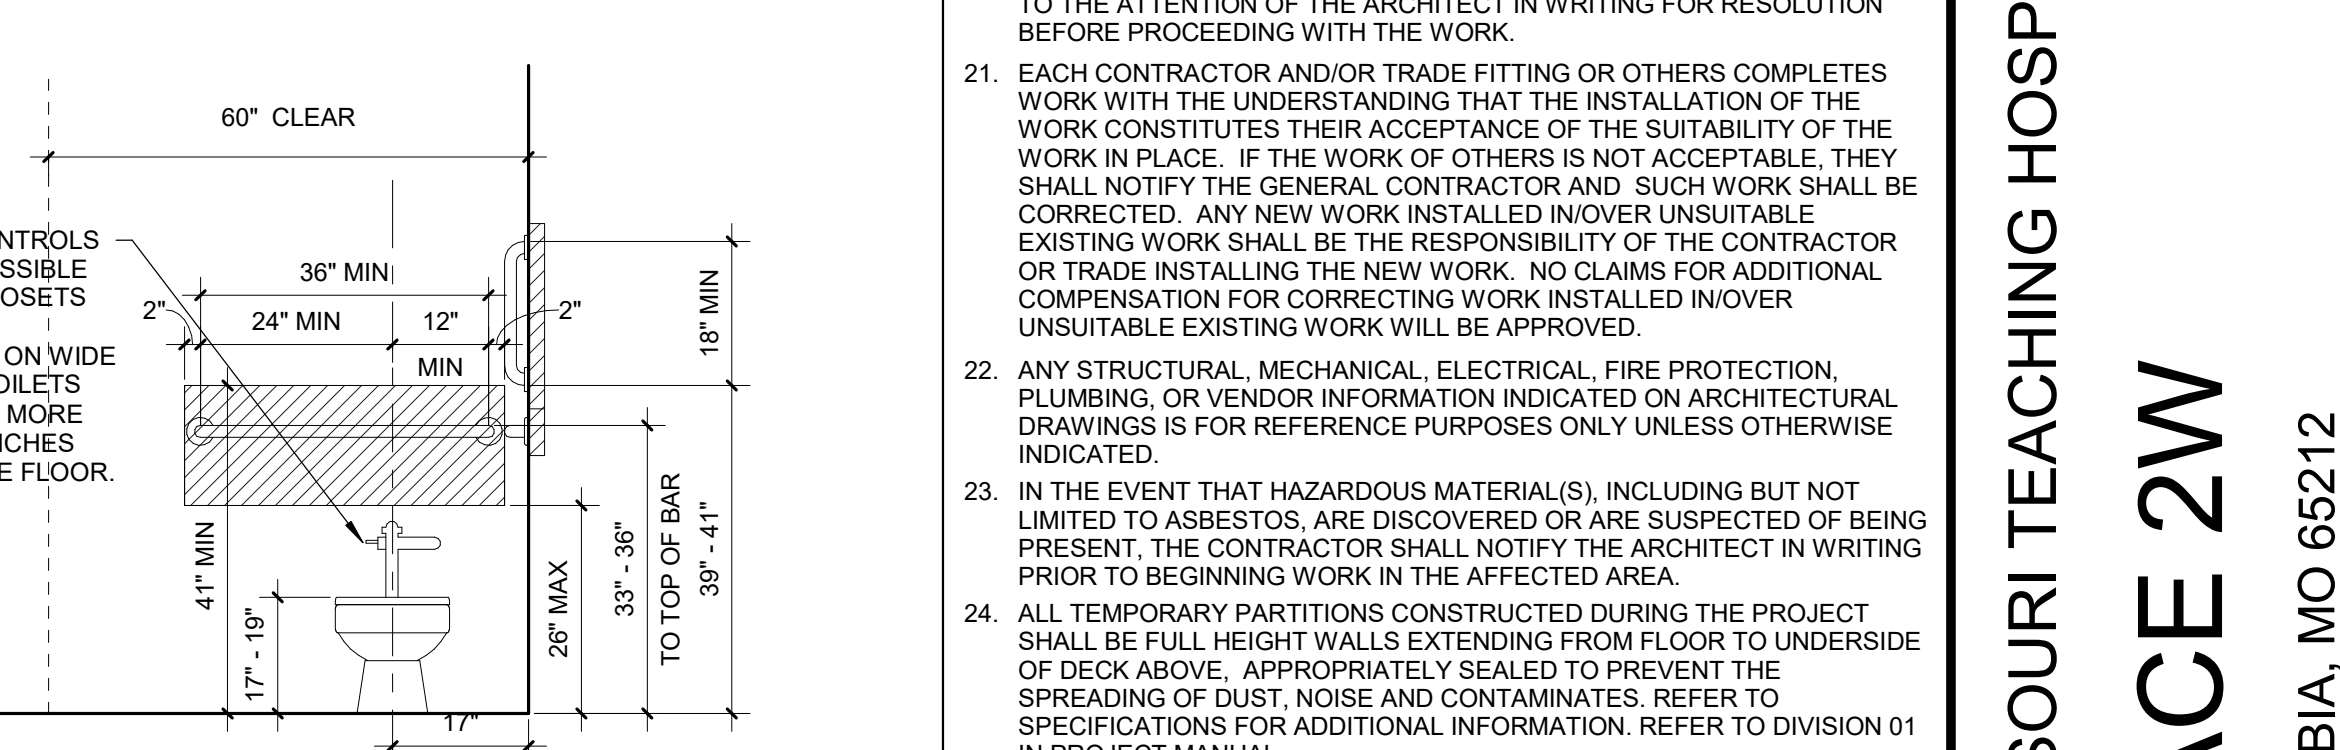 60" CLEAR
NTROLS
SSIBLE
OSETS
36" MIN
2"
24" MIN
12"
MIN
2"
18" MIN
ON WIDE
OILETS
MORE
NCHES
E FLOOR.
41" MIN
17" - 19"
26" MAX
33" - 36"
TO TOP OF BAR
39" - 41"
17"
TO THE ATTENTION OF THE ARCHITECT IN WRITING FOR RESOLUTION
BEFORE PROCEEDING WITH THE WORK.
21. EACH CONTRACTOR AND/OR TRADE FITTING OR OTHERS COMPLETES
WORK WITH THE UNDERSTANDING THAT THE INSTALLATION OF THE
WORK CONSTITUTES THEIR ACCEPTANCE OF THE SUITABILITY OF THE
WORK IN PLACE. IF THE WORK OF OTHERS IS NOT ACCEPTABLE, THEY
SHALL NOTIFY THE GENERAL CONTRACTOR AND SUCH WORK SHALL BE
CORRECTED. ANY NEW WORK INSTALLED IN/OVER UNSUITABLE
EXISTING WORK SHALL BE THE RESPONSIBILITY OF THE CONTRACTOR
OR TRADE INSTALLING THE NEW WORK. NO CLAIMS FOR ADDITIONAL
COMPENSATION FOR CORRECTING WORK INSTALLED IN/OVER
UNSUITABLE EXISTING WORK WILL BE APPROVED.
22. ANY STRUCTURAL, MECHANICAL, ELECTRICAL, FIRE PROTECTION,
PLUMBING, OR VENDOR INFORMATION INDICATED ON ARCHITECTURAL
DRAWINGS IS FOR REFERENCE PURPOSES ONLY UNLESS OTHERWISE
INDICATED.
23. IN THE EVENT THAT HAZARDOUS MATERIAL(S), INCLUDING BUT NOT
LIMITED TO ASBESTOS, ARE DISCOVERED OR ARE SUSPECTED OF BEING
PRESENT, THE CONTRACTOR SHALL NOTIFY THE ARCHITECT IN WRITING
PRIOR TO BEGINNING WORK IN THE AFFECTED AREA.
24. ALL TEMPORARY PARTITIONS CONSTRUCTED DURING THE PROJECT
SHALL BE FULL HEIGHT WALLS EXTENDING FROM FLOOR TO UNDERSIDE
OF DECK ABOVE, APPROPRIATELY SEALED TO PREVENT THE
SPREADING OF DUST, NOISE AND CONTAMINATES. REFER TO
SPECIFICATIONS FOR ADDITIONAL INFORMATION. REFER TO DIVISION 01
IN PROJECT MANUAL
SOURI TEACHING HOSP
ACE 2W
BIA, MO 65212